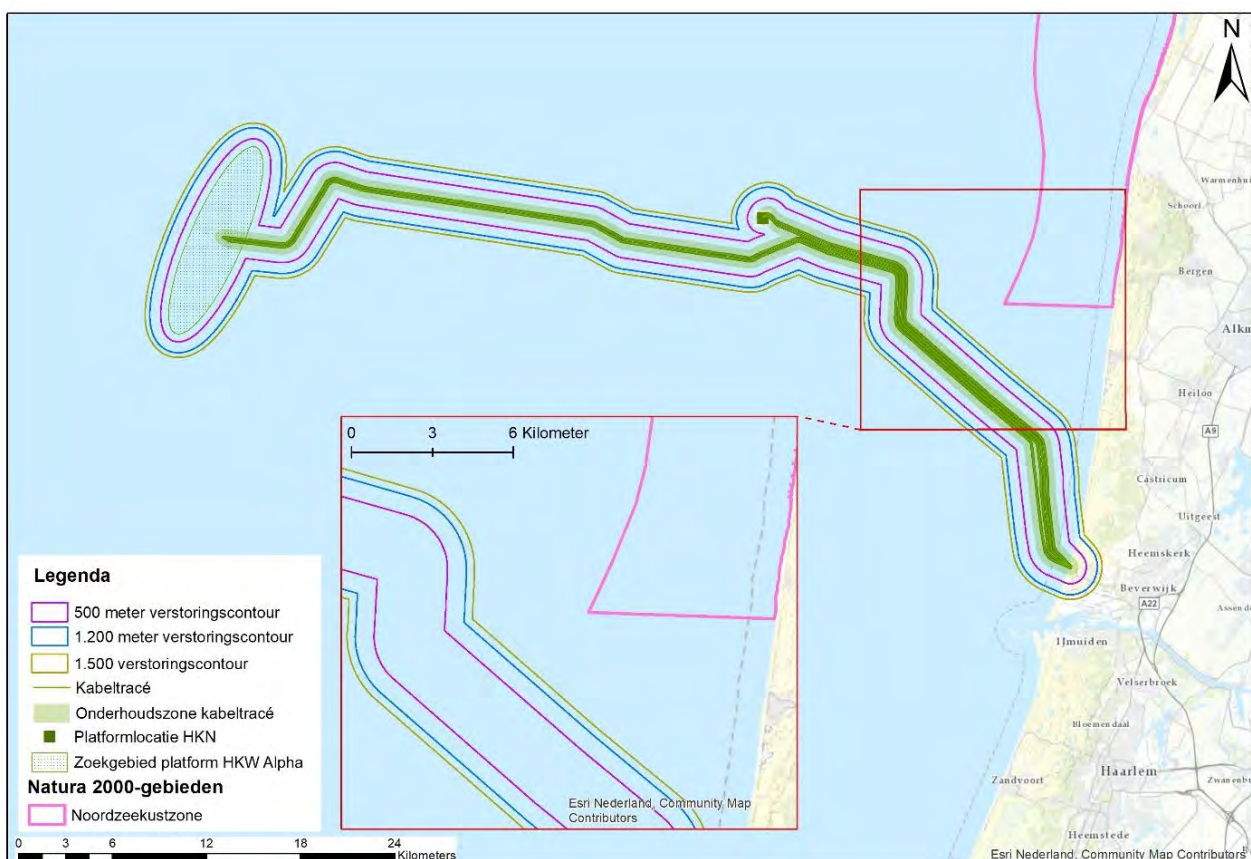 N
Warmenhui
Schoorl
Bergen
Alkm
Heiloo
A9
Castricum
Uitgeest
Heemskerk
Beverwijk
A22
Assend
IJmuiden
Velserbroek
Bloemendaal
Haarlem
Zandvoort
Zwanenbu
Heemstede
0 3 6 Kilometer
Esri Nederland, Community Map
Contributors
Legenda
500 meter verstoringscontour
1.200 meter verstoringscontour
1.500 verstoringscontour
Kabeltracé
Onderhoudszone kabeltracé
Platformlocatie HKN
Zoekgebied platform HKW Alpha
Natura 2000-gebieden
Noordzeekustzone
0 3 6 12 18 24
Kilometers
Esri Nederland, Community Map Contributors